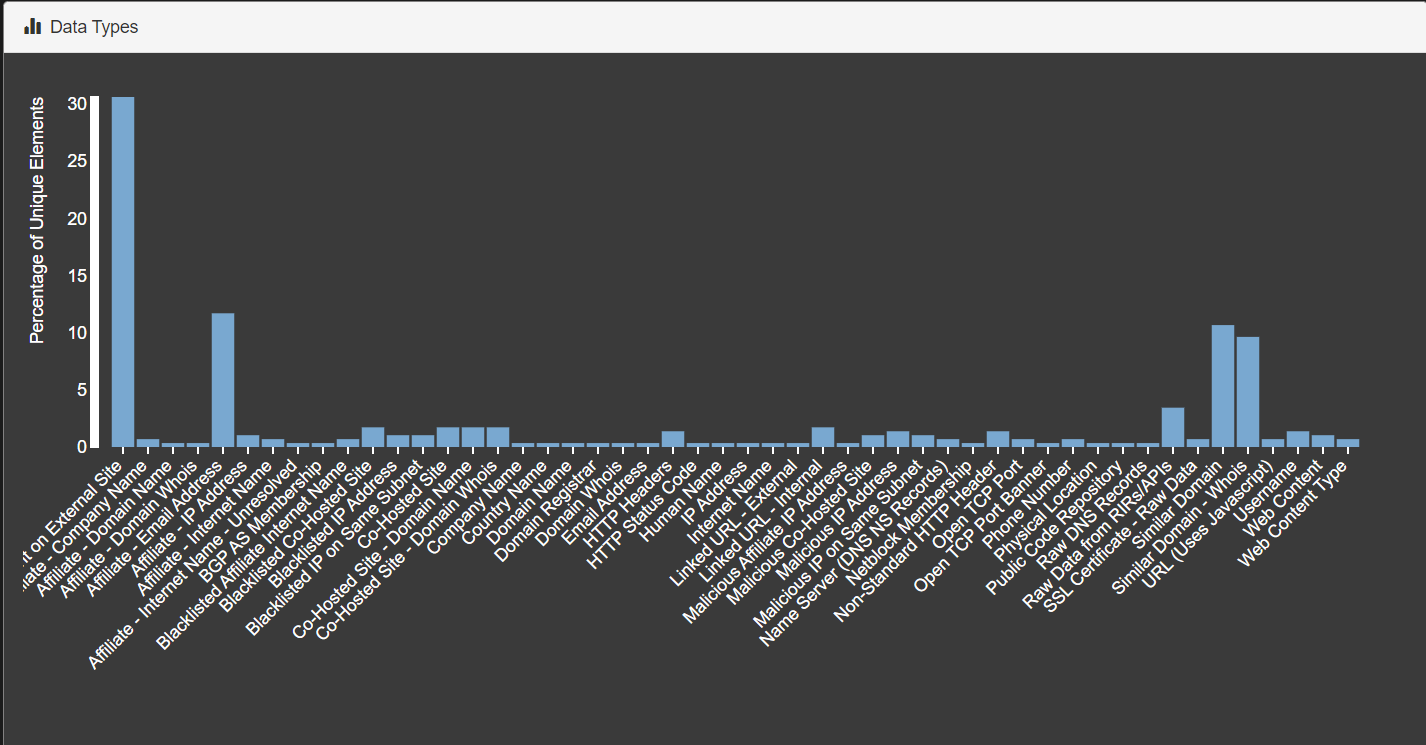 Data Types
Percentage of Unique Elements
30
25
20
15
10
5
0
on External Site
- Company Name
Affiliate - Domain Name
Affiliate - Domain Whois
Affiliate - Email Address
Affiliate - IP Address
Affiliate - Internet Name
Affiliate - Internet Name - Unresolved
BGP AS Membership
Blacklisted Affiliate Internet Name
Blacklisted Co-Hosted Site
Blacklisted IP Address
Blacklisted IP on Same Subnet
Co-Hosted Site
Co-Hosted Site - Domain Name
Co-Hosted Site - Domain Whois
Company Name
Country Name
Domain Name
Domain Registrar
Domain Whois
Email Address
HTTP Headers
HTTP Status Code
Human Name
IP Address
Internet Name
Linked URL - External
Linked URL - Internal
Malicious Affiliate IP Address
Malicious Co-Hosted Site
Malicious IP Address
Malicious IP on Same Subnet
Name Server (DNS NS Records)
Netblock Membership
Non-Standard HTTP Header
Open TCP Port
Open TCP Port Banner
Phone Number
Physical Location
Public Code Repository
Raw DNS Records
Raw Data from RIRs/APIs
SSL Certificate - Raw Data
Similar Domain
Similar Domain - Whois
URL (Uses Javascript)
Username
Web Content
Web Content Type